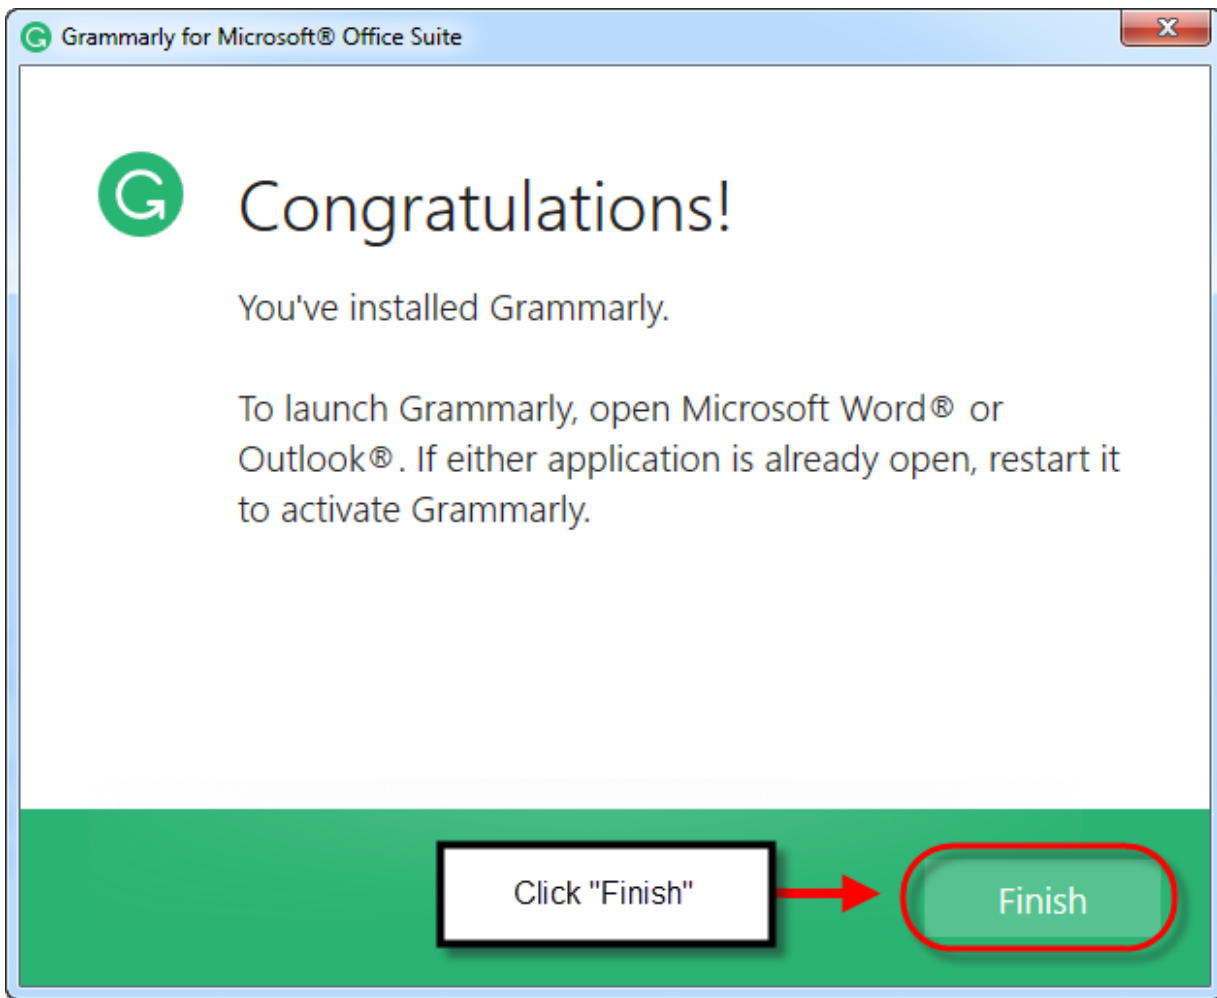 Grammarly for Microsoft® Office Suite
Congratulations!
You've installed Grammarly.
To launch Grammarly, open Microsoft Word® or
Outlook®. If either application is already open, restart it
to activate Grammarly.
Click "Finish"
Finish